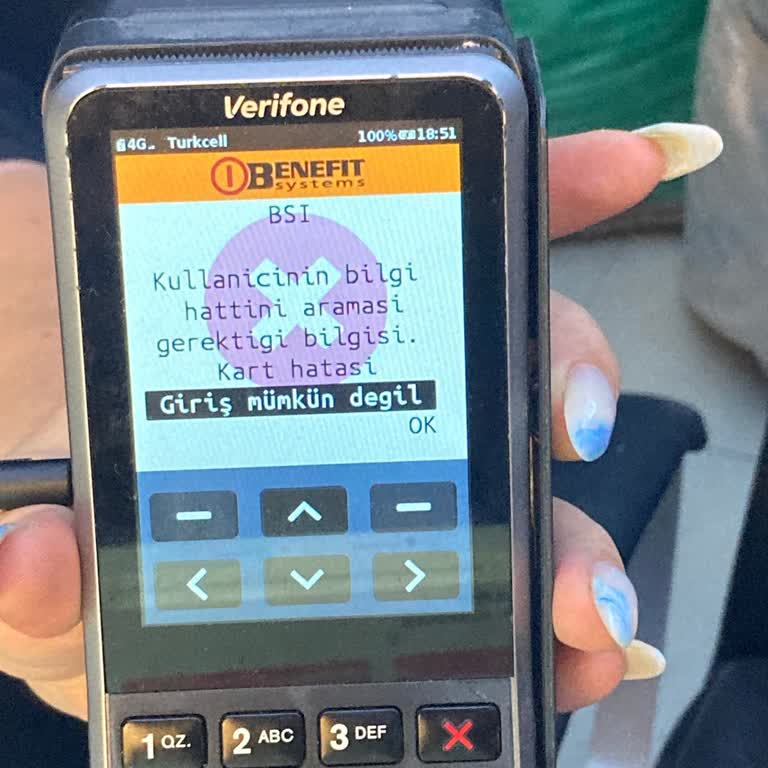 Verifone
4G Turkcell 100% 18:51
BENEFIT
systems
BSI
Kullanicinin bilgi
hattini aramasi
gerektigi bilgisi.
Kart hatasi
Giriş mümkün degil
OK
1 QZ. 2 ABC 3 DEF